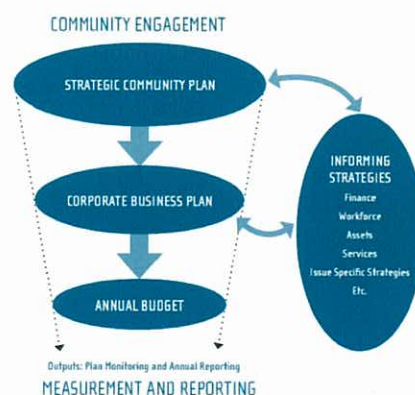 COMMUNITY ENGAGEMENT
STRATEGIC COMMUNITY PLAN
CORPORATE BUSINESS PLAN
ANNUAL BUDGET
INFORMING
STRATEGIES
Finance
Workforce
Assets
Services
Issue Specific Strategies
Etc.
Outputs: Plan Monitoring and Annual Reporting
MEASUREMENT AND REPORTING